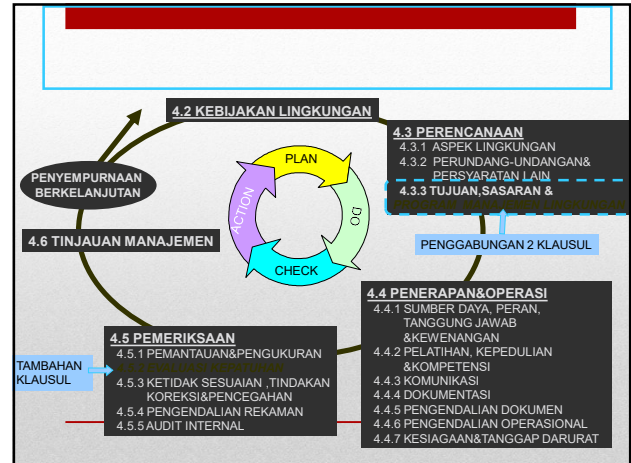 4.2 KEBIJAKAN LINGKUNGAN
4.3 PERENCANAAN
4.3.1 ASPEK LINGKUNGAN
4.3.2 PERUNDANG-UNDANGAN&
PERSYARATAN LAIN
4.3.3 TUJUAN,SASARAN &
PENGGABUNGAN 2 KLAUSUL
PENYEMPURNAAN
BERKELANJUTAN
PLAN
DO
CHECK
ACTION
4.6 TINJAUAN MANAJEMEN
4.4 PENERAPAN&OPERASI
4.4.1 SUMBER DAYA, PERAN,
TANGGUNG JAWAB
&KEWENANGAN
4.4.2 PELATIHAN, KEPEDULIAN
&KOMPETENSI
4.4.3 KOMUNIKASI
4.4.4 DOKUMENTASI
4.4.5 PENGENDALIAN DOKUMEN
4.4.6 PENGENDALIAN OPERASIONAL
4.4.7 KESIAGAAN&TANGGAP DARURAT
4.5 PEMERIKSAAN
4.5.1 PEMANTAUAN&PENGUKURAN
4.5.3 KETIDAK SESUAIAN ,TINDAKAN
KOREKSI&PENCEGAHAN
4.5.4 PENGENDALIAN REKAMAN
4.5.5 AUDIT INTERNAL
TAMBAHAN
KLAUSUL